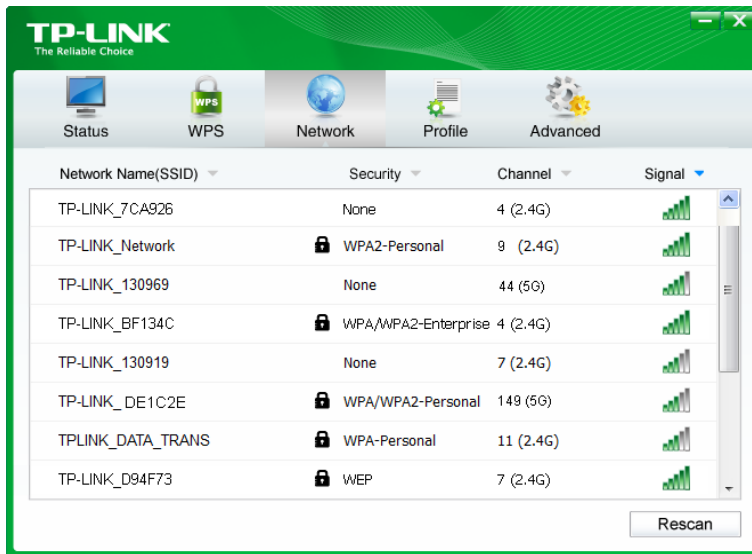 TP-LINK
The Reliable Choice
WPS
Status WPS Network Profile Advanced
Network Name(SSID) Security Channel Signal
TP-LINK_7CA926 None 4 (2.4G)
TP-LINK_Network WPA2-Personal 9 (2.4G)
TP-LINK_130969 None 44 (5G)
TP-LINK_BF134C WPA/WPA2-Enterprise 4 (2.4G)
TP-LINK_130919 None 7 (2.4G)
TP-LINK_DE1C2E WPA/WPA2-Personal 149 (5G)
TPLINK_DATA_TRANS WPA-Personal 11 (2.4G)
TP-LINK_D94F73 WEP 7 (2.4G)
Rescan